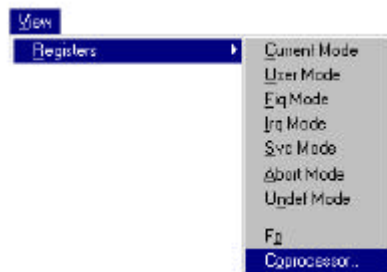 View
Registers
Current Mode
User Mode
Fiq Mode
Irq Mode
Svc Mode
Abort Mode
Undef Mode
Fp
Coprocessor..